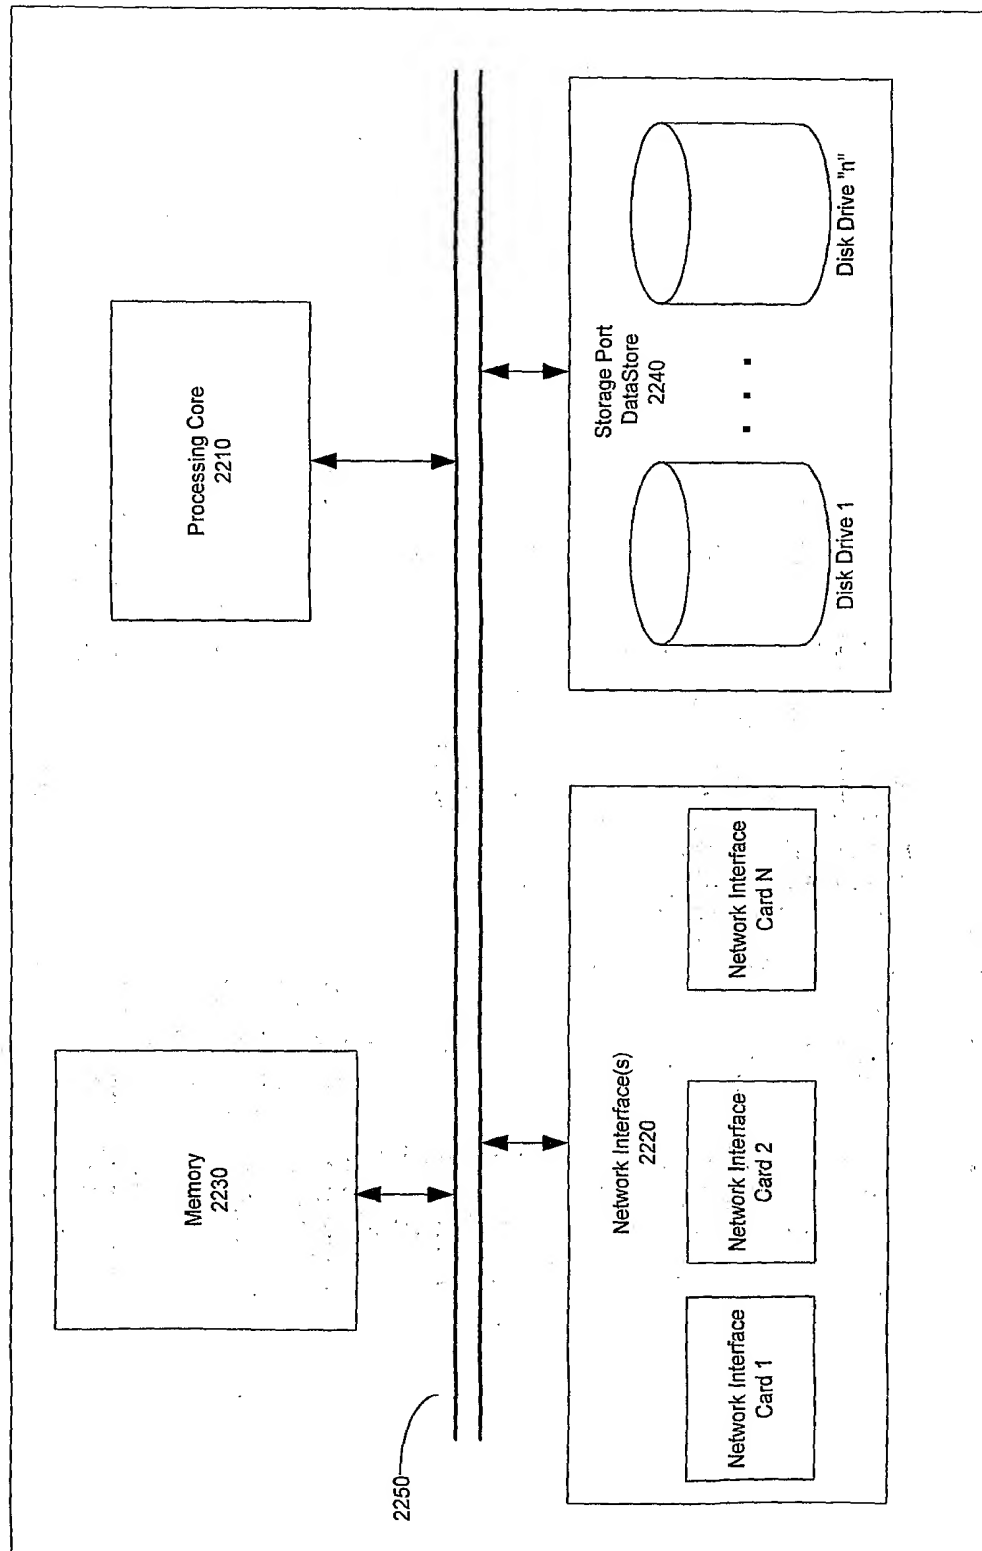 Memory
2230
Processing Core
2210
2250
Network Interface(s)
2220
Network Interface
Card 1
Network Interface
Card 2
Network Interface
Card N
Storage Port
DataStore
2240
Disk Drive 1
Disk Drive "n"